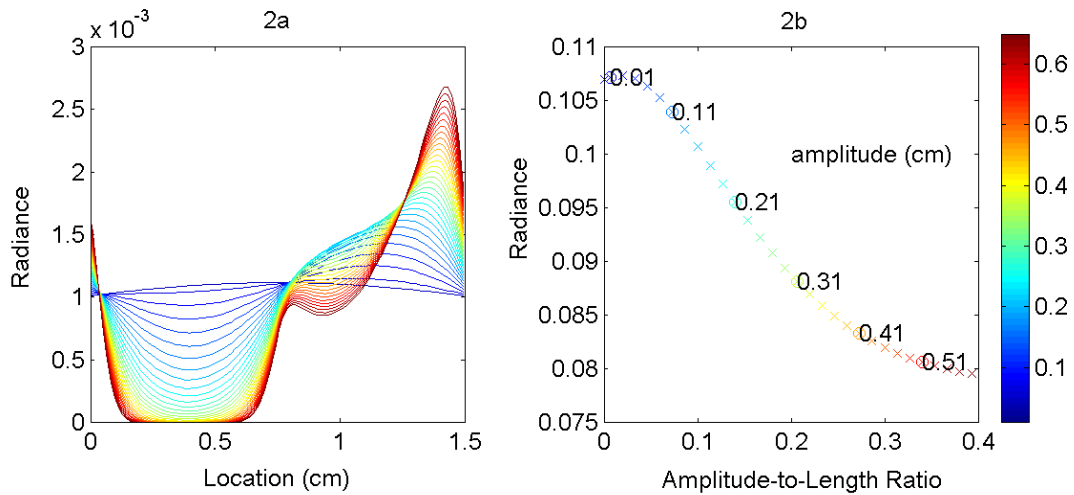 2a
x 10^-3
3
2.5
2
1.5
1
0.5
0
0 0.5 1 1.5
Radiance
Location (cm)
2b
0.11
0.105
0.1
0.095
0.09
0.085
0.08
0.075
0 0.1 0.2 0.3 0.4
Radiance
Amplitude-to-Length Ratio
0.01
0.11
0.21
0.31
0.41
0.51
amplitude (cm)
0.6
0.5
0.4
0.3
0.2
0.1